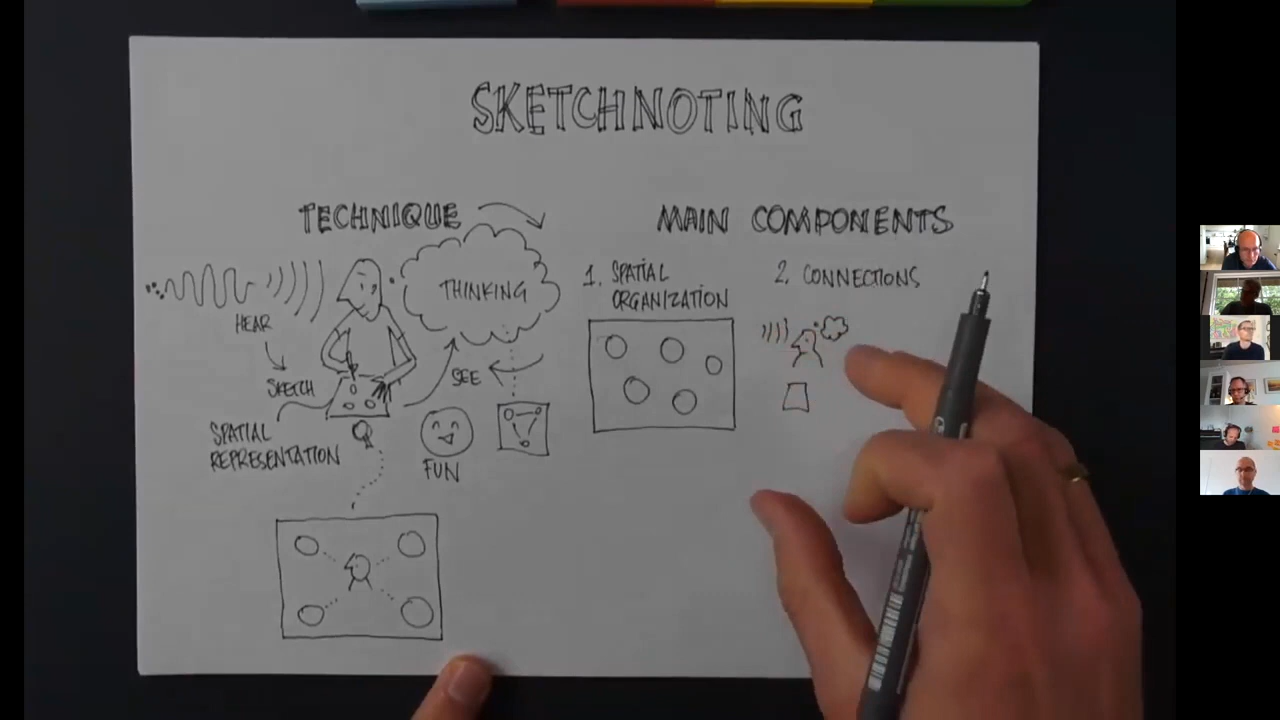 SKETCHNOTING
TECHNIQUE
THINKING
HEAR
SKETCH
SEE
SPATIAL
REPRESENTATION
FUN
MAIN COMPONENTS
1. SPATIAL
ORGANIZATION
2. CONNECTIONS